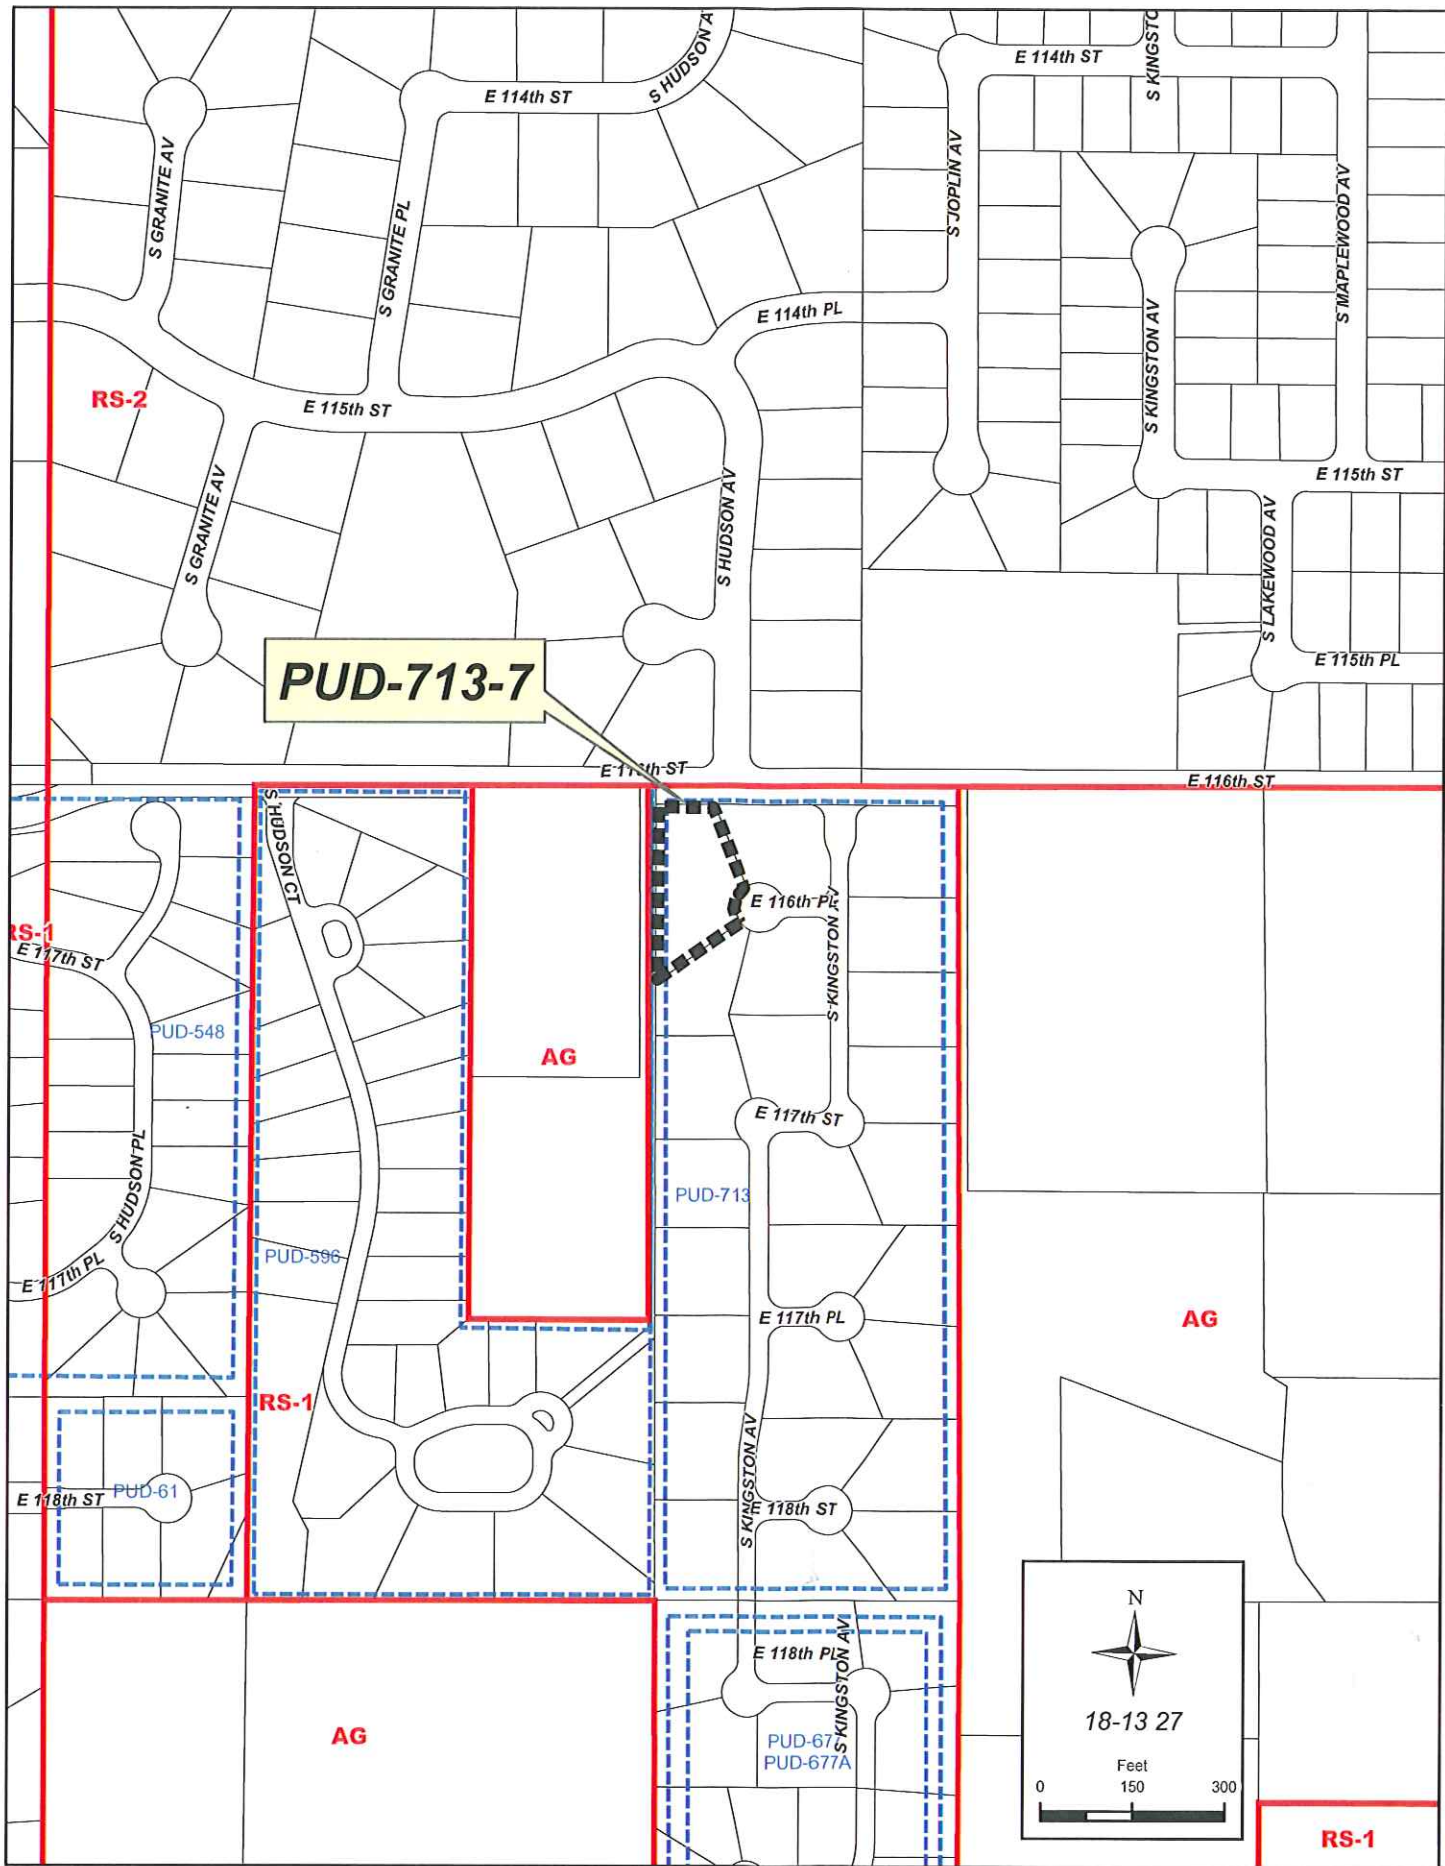 S HUDSON A
S KINGSTO
E 114th ST
E 114th ST
S KINGSTON AV
S GRANITE AV
S GRANITE PL
S JOPLIN AV
S MAPLEWOOD AV
E 114th PL
S KINGSTON AV
RS-2
E 115th ST
S GRANITE AV
S HUDSON AV
E 115th ST
S LAKEWOOD AV
E 115th PL
PUD-713-7
E 116th ST
E 116th ST
S HUDSON CT
E 116th PL
S KINGSTON AV
RS-1
E 117th ST
PUD-548
AG
E 117th ST
S HUDSON PL
PUD-713
PUD-596
E 117th PL
E 117th PL
AG
RS-1
S KINGSTON AV
PUD-61
E 118th ST
E 118th ST
N
E 118th PL
S KINGSTON AV
18-13 27
AG
PUD-677
PUD-677A
Feet
0 150 300
RS-1